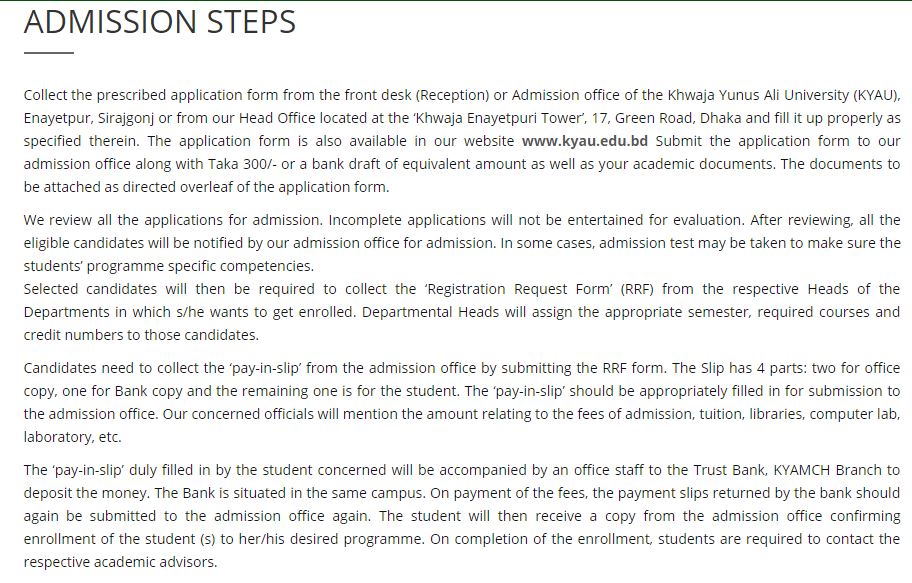 ADMISSION STEPS
Collect the prescribed application form from the front desk (Reception) or Admission office of the Khwaja Yunus Ali University (KYAU),
Enayetpur, Sirajgonj or from our Head Office located at the ‘Khwaja Enayetpuri Tower’, 17, Green Road, Dhaka and fill it up properly as
specified therein. The application form is also available in our website www.kyau.edu.bd Submit the application form to our
admission office along with Taka 300/- or a bank draft of equivalent amount as well as your academic documents. The documents to
be attached as directed overleaf of the application form.
We review all the applications for admission. Incomplete applications will not be entertained for evaluation. After reviewing, all the
eligible candidates will be notified by our admission office for admission. In some cases, admission test may be taken to make sure the
students’ programme specific competencies.
Selected candidates will then be required to collect the ‘Registration Request Form’ (RRF) from the respective Heads of the
Departments in which s/he wants to get enrolled. Departmental Heads will assign the appropriate semester, required courses and
credit numbers to those candidates.
Candidates need to collect the ‘pay-in-slip’ from the admission office by submitting the RRF form. The Slip has 4 parts: two for office
copy, one for Bank copy and the remaining one is for the student. The ‘pay-in-slip’ should be appropriately filled in for submission to
the admission office. Our concerned officials will mention the amount relating to the fees of admission, tuition, libraries, computer lab,
laboratory, etc.
The ‘pay-in-slip’ duly filled in by the student concerned will be accompanied by an office staff to the Trust Bank, KYAMCH Branch to
deposit the money. The Bank is situated in the same campus. On payment of the fees, the payment slips returned by the bank should
again be submitted to the admission office again. The student will then receive a copy from the admission office confirming
enrollment of the student (s) to her/his desired programme. On completion of the enrollment, students are required to contact the
respective academic advisors.